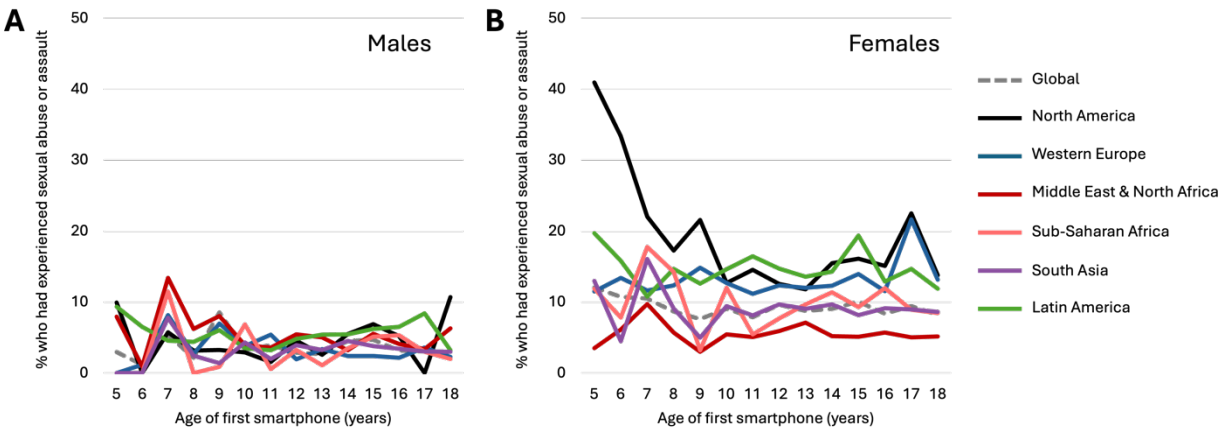 A
Males
% who had experienced sexual abuse or assault
50
40
30
20
10
0
5 6 7 8 9 10 11 12 13 14 15 16 17 18
Age of first smartphone (years)
B
Females
% who had experienced sexual abuse or assault
50
40
30
20
10
0
5 6 7 8 9 10 11 12 13 14 15 16 17 18
Age of first smartphone (years)
Global
North America
Western Europe
Middle East & North Africa
Sub-Saharan Africa
South Asia
Latin America